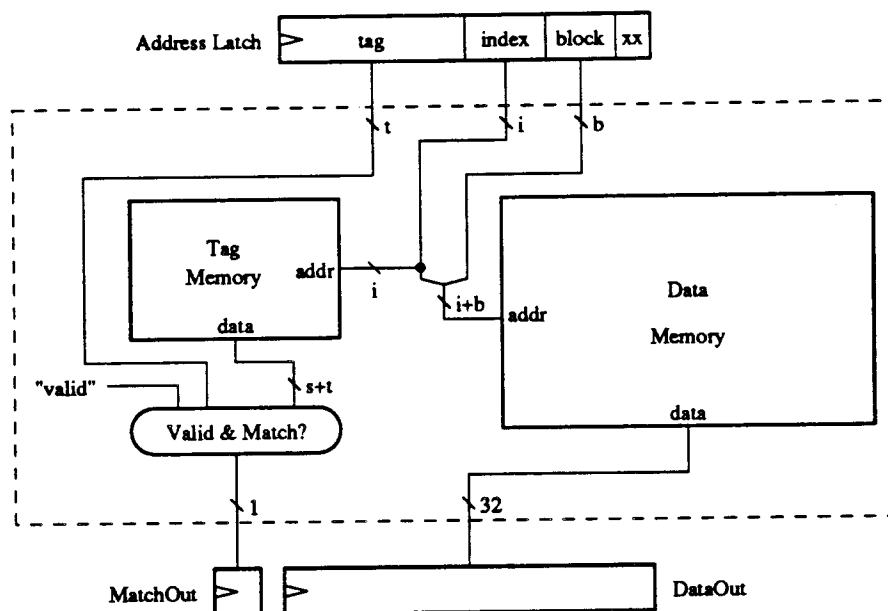 Address Latch
tag
index
block
xx
t
i
b
Tag
Memory
addr
i
data
i+b
addr
Data
Memory
data
"valid"
s+t
Valid & Match?
1
32
MatchOut
DataOut